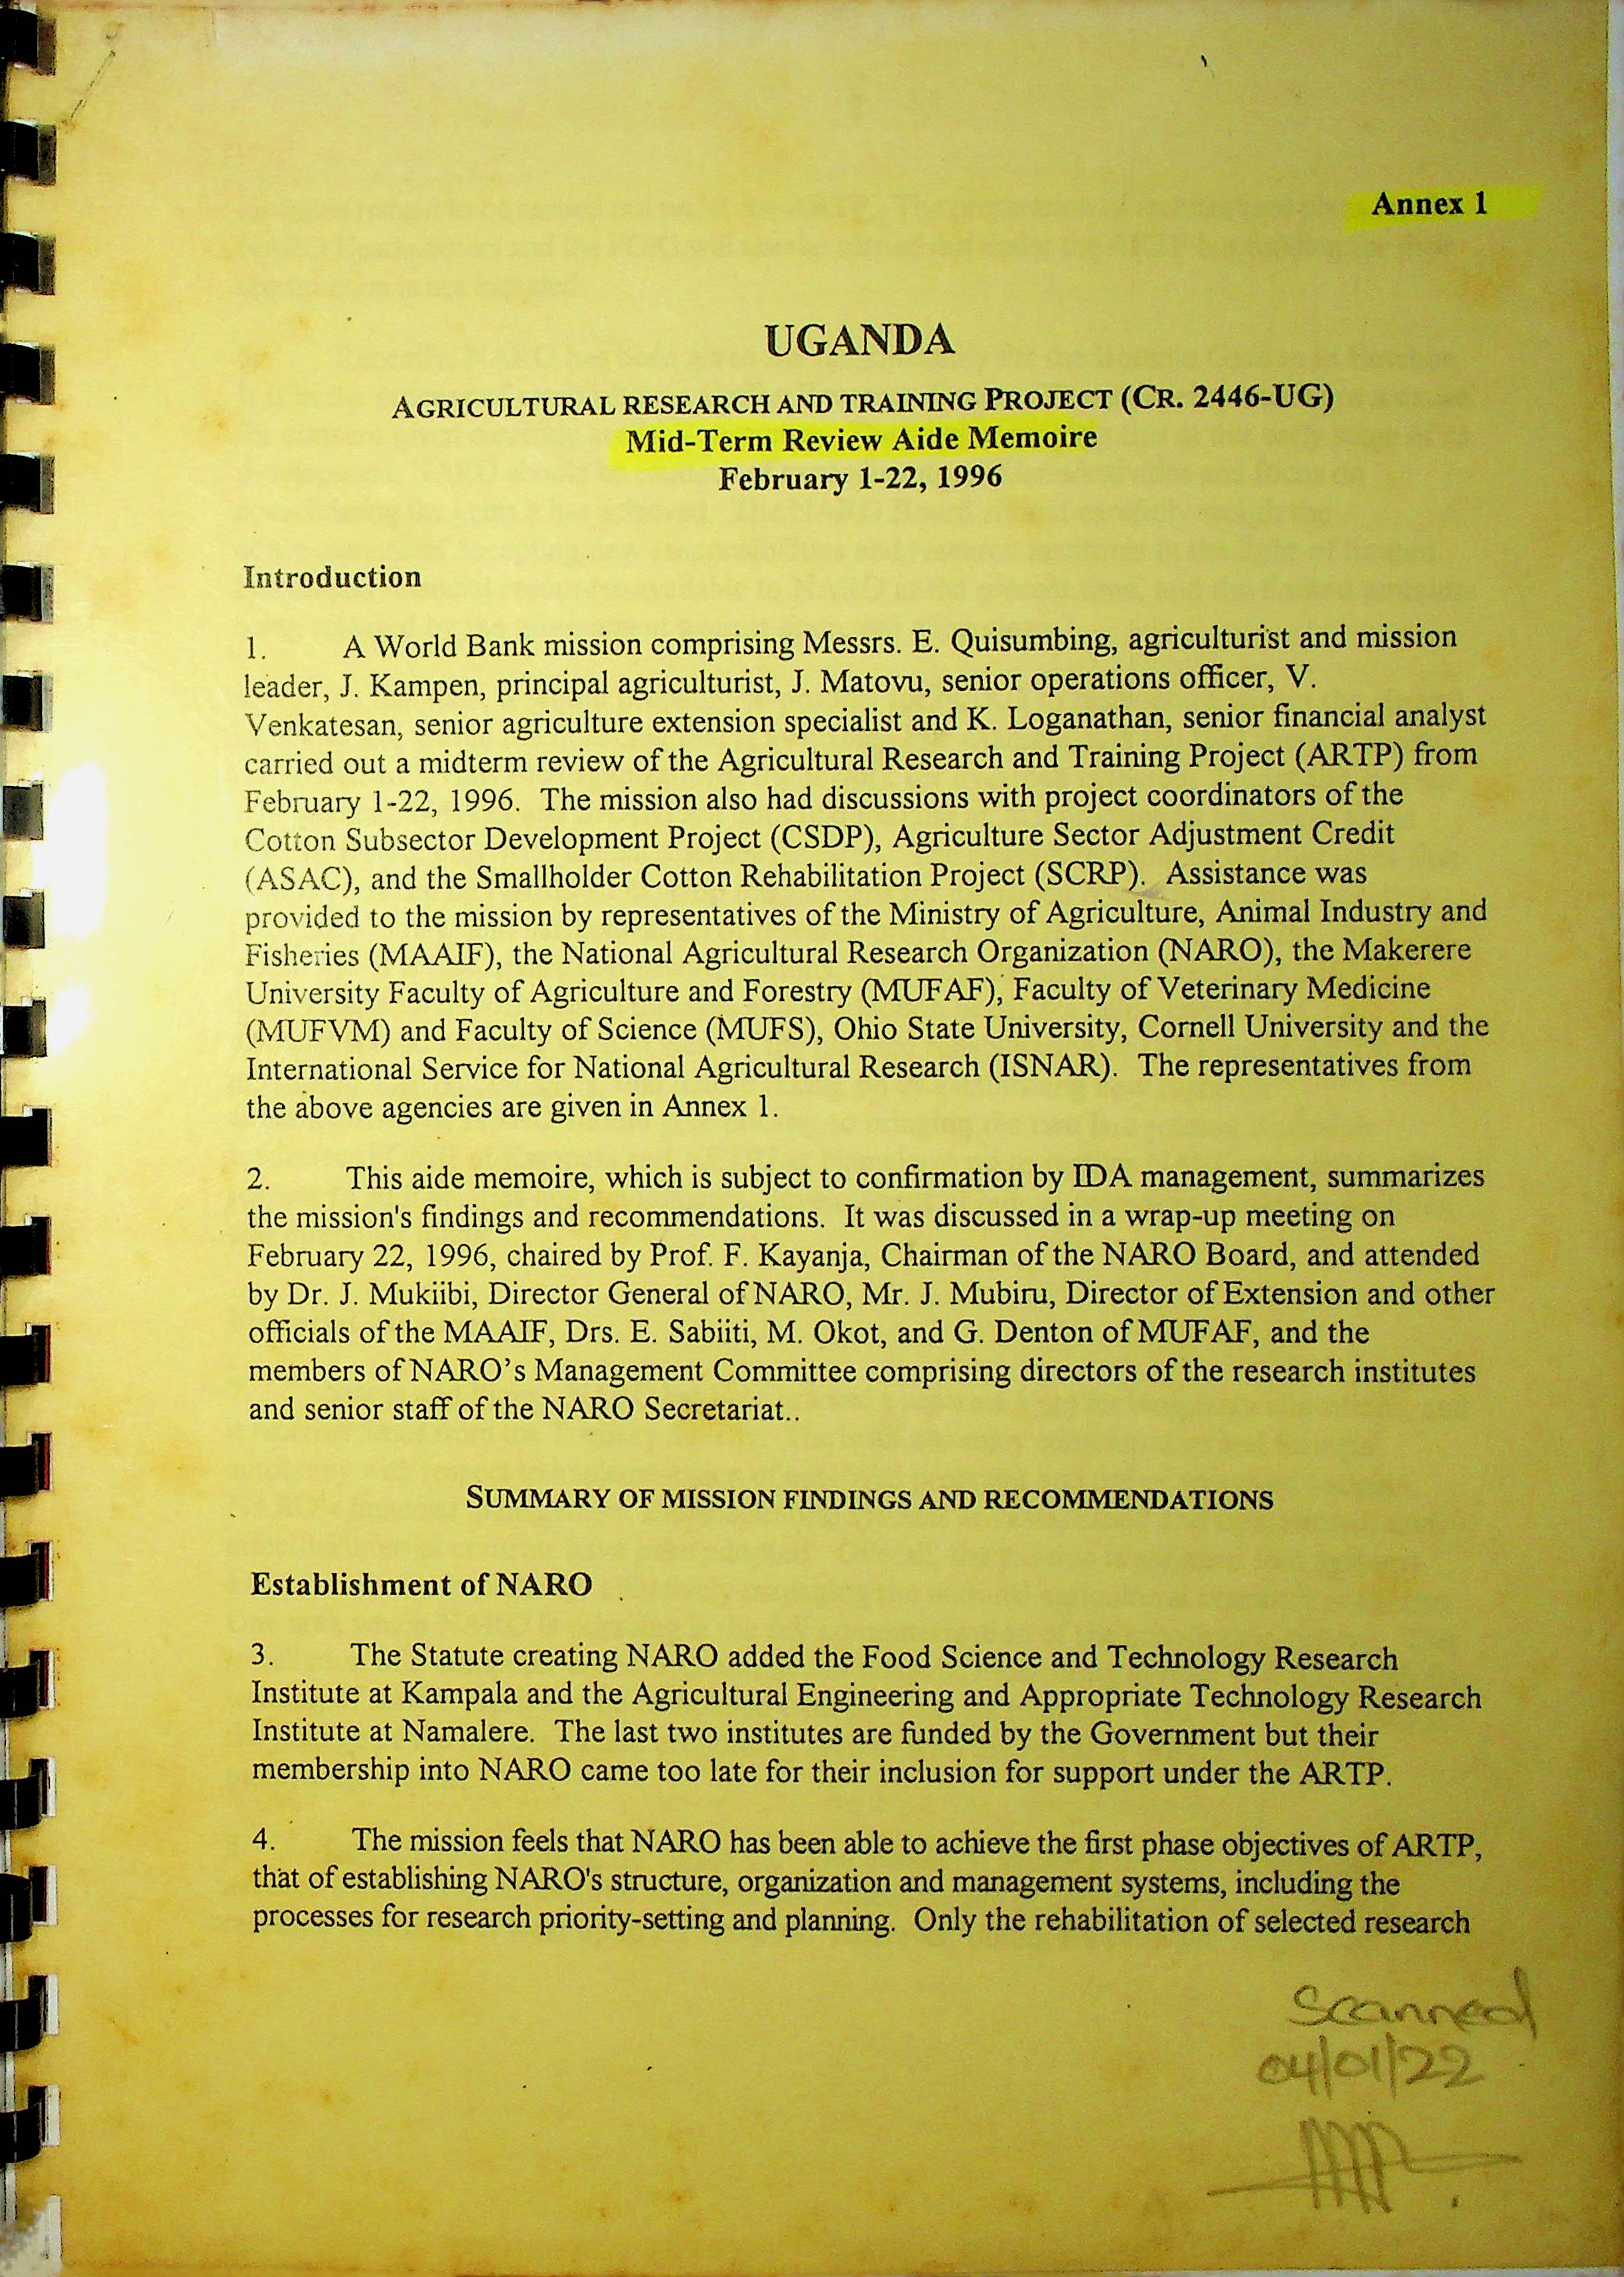 Annex 1
UGANDA
AGRICULTURAL RESEARCH AND TRAINING PROJECT (CR. 2446-UG)
Mid-Term Review Aide Memoire
February 1-22, 1996
Introduction
1. A World Bank mission comprising Messrs. E. Quisumbing, agriculturist and mission
leader, J. Kampen, principal agriculturist, J. Matovu, senior operations officer, V.
Venkatesan, senior agriculture extension specialist and K. Loganathan, senior financial analyst
carried out a midterm review of the Agricultural Research and Training Project (ARTP) from
February 1-22, 1996. The mission also had discussions with project coordinators of the
Cotton Subsector Development Project (CSDP), Agriculture Sector Adjustment Credit
(ASAC), and the Smallholder Cotton Rehabilitation Project (SCRP). Assistance was
provided to the mission by representatives of the Ministry of Agriculture, Animal Industry and
Fisheries (MAAIF), the National Agricultural Research Organization (NARO), the Makerere
University Faculty of Agriculture and Forestry (MUFAF), Faculty of Veterinary Medicine
(MUFVM) and Faculty of Science (MUFS), Ohio State University, Cornell University and the
International Service for National Agricultural Research (ISNAR). The representatives from
the above agencies are given in Annex 1.
2. This aide memoire, which is subject to confirmation by IDA management, summarizes
the mission's findings and recommendations. It was discussed in a wrap-up meeting on
February 22, 1996, chaired by Prof. F. Kayanja, Chairman of the NARO Board, and attended
by Dr. J. Mukiibi, Director General of NARO, Mr. J. Mubiru, Director of Extension and other
officials of the MAAIF, Drs. E. Sabiiti, M. Okot, and G. Denton of MUFAF, and the
members of NARO's Management Committee comprising directors of the research institutes
and senior staff of the NARO Secretariat..
SUMMARY OF MISSION FINDINGS AND RECOMMENDATIONS
Establishment of NARO
3. The Statute creating NARO added the Food Science and Technology Research
Institute at Kampala and the Agricultural Engineering and Appropriate Technology Research
Institute at Namalere. The last two institutes are funded by the Government but their
membership into NARO came too late for their inclusion for support under the ARTP.
4. The mission feels that NARO has been able to achieve the first phase objectives of ARTP,
that of establishing NARO's structure, organization and management systems, including the
processes for research priority-setting and planning. Only the rehabilitation of selected research
Scanned
04/01/22